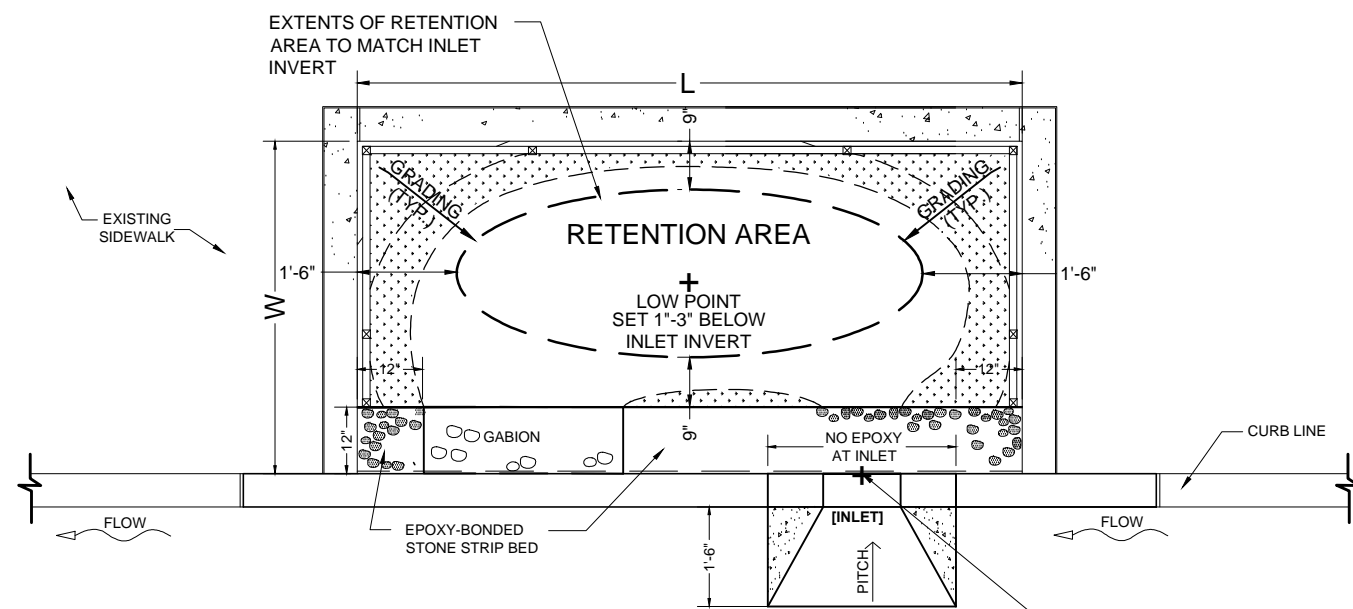 EXTENTS OF RETENTION
AREA TO MATCH INLET
INVERT
L
9"
GRADING
(TYP.)
GRADING
(TYP.)
EXISTING
SIDEWALK
RETENTION AREA
1'-6"
1'-6"
W
LOW POINT
SET 1"-3" BELOW
INLET INVERT
12"
12"
12"
GABION
9"
NO EPOXY
AT INLET
CURB LINE
FLOW
EPOXY-BONDED
STONE STRIP BED
[INLET]
FLOW
1'-6"
PITCH